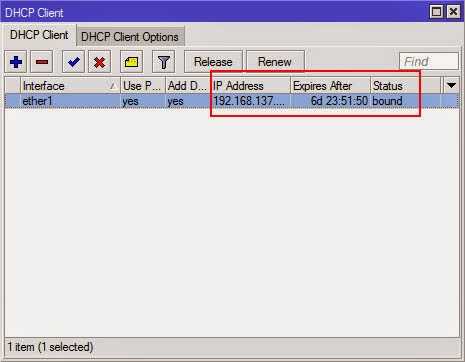 DHCP Client
DHCP Client DHCP Client Options
Release Renew Find
Interface Use P... Add D... IP Address Expires After Status
ether1 yes yes 192.168.137.... 6d 23:51:50 bound
1 item (1 selected)